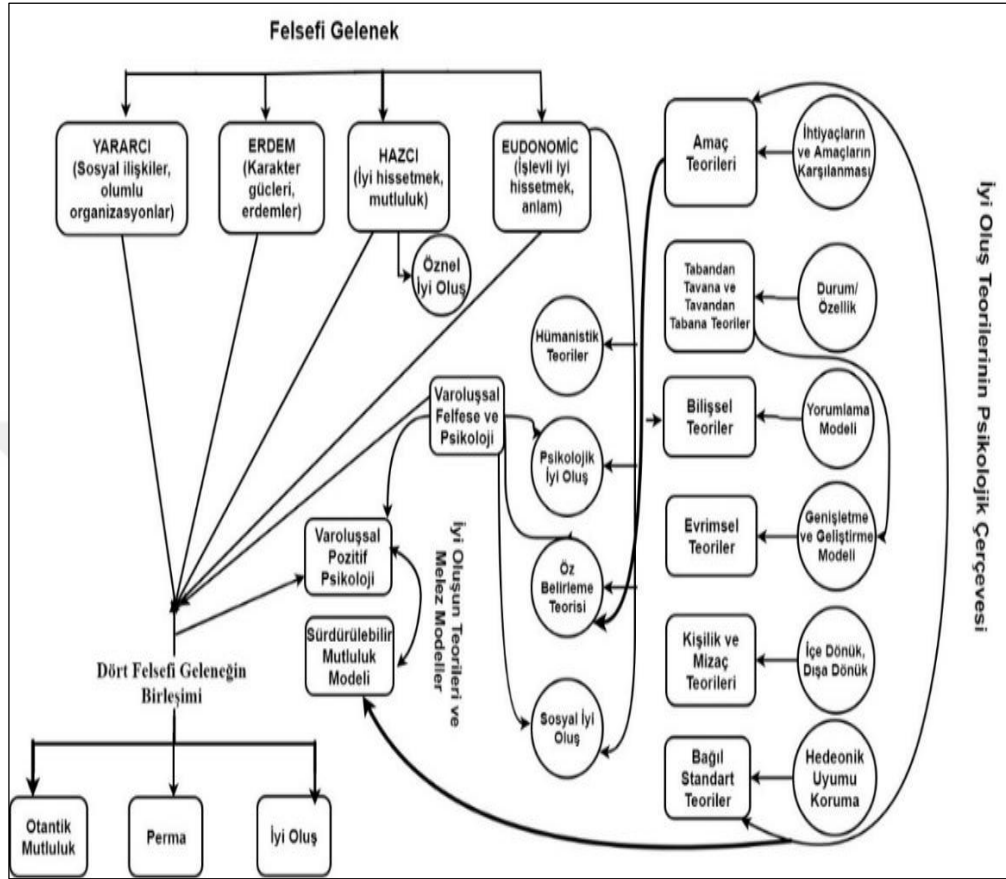 Felsefi Gelenek
YARARCI
(Sosyal ilişkiler,
olumlu
organizasyonlar)
ERDEM
(Karakter
gücleri,
erdemler)
HAZCI
(İyi hissetmek,
mutluluk)
EUDONOMİC
(İşlevli iyi
hissetmek,
anlam)
Öznel
İyi Oluş
Hümanistik
Teoriler
Varoluşsal
Felfese ve
Psikoloji
Psikolojik
İyi Oluş
Varoluşsal
Pozitif
Psikoloji
Öz
Belirleme
Teorisi
Sürdürülebilir
Mutluluk
Modeli
Sosyal İyi
Oluş
İyi Oluşun Teorileri ve
Melez Modeller
Dört Felsefi Geleneğin
Birleşimi
Otantik
Mutluluk
Perma
İyi Oluş
Amaç
Teorileri
İhtiyaçların
ve Amaçların
Karşılanması
Tabandan
Tavana ve
Tavandan
Tabana Teoriler
Durum/
Özellik
Bilişsel
Teoriler
Yorumlama
Modeli
Evrimsel
Teoriler
Genişletme
ve Geliştirme
Modeli
Kişilik ve
Mizaç
Teorileri
İçe Dönük,
Dışa Dönük
Bağıl
Standart
Teoriler
Hedeonik
Uyumu
Koruma
İyi Oluş Teorilerinin Psikolojik Çerçevesi